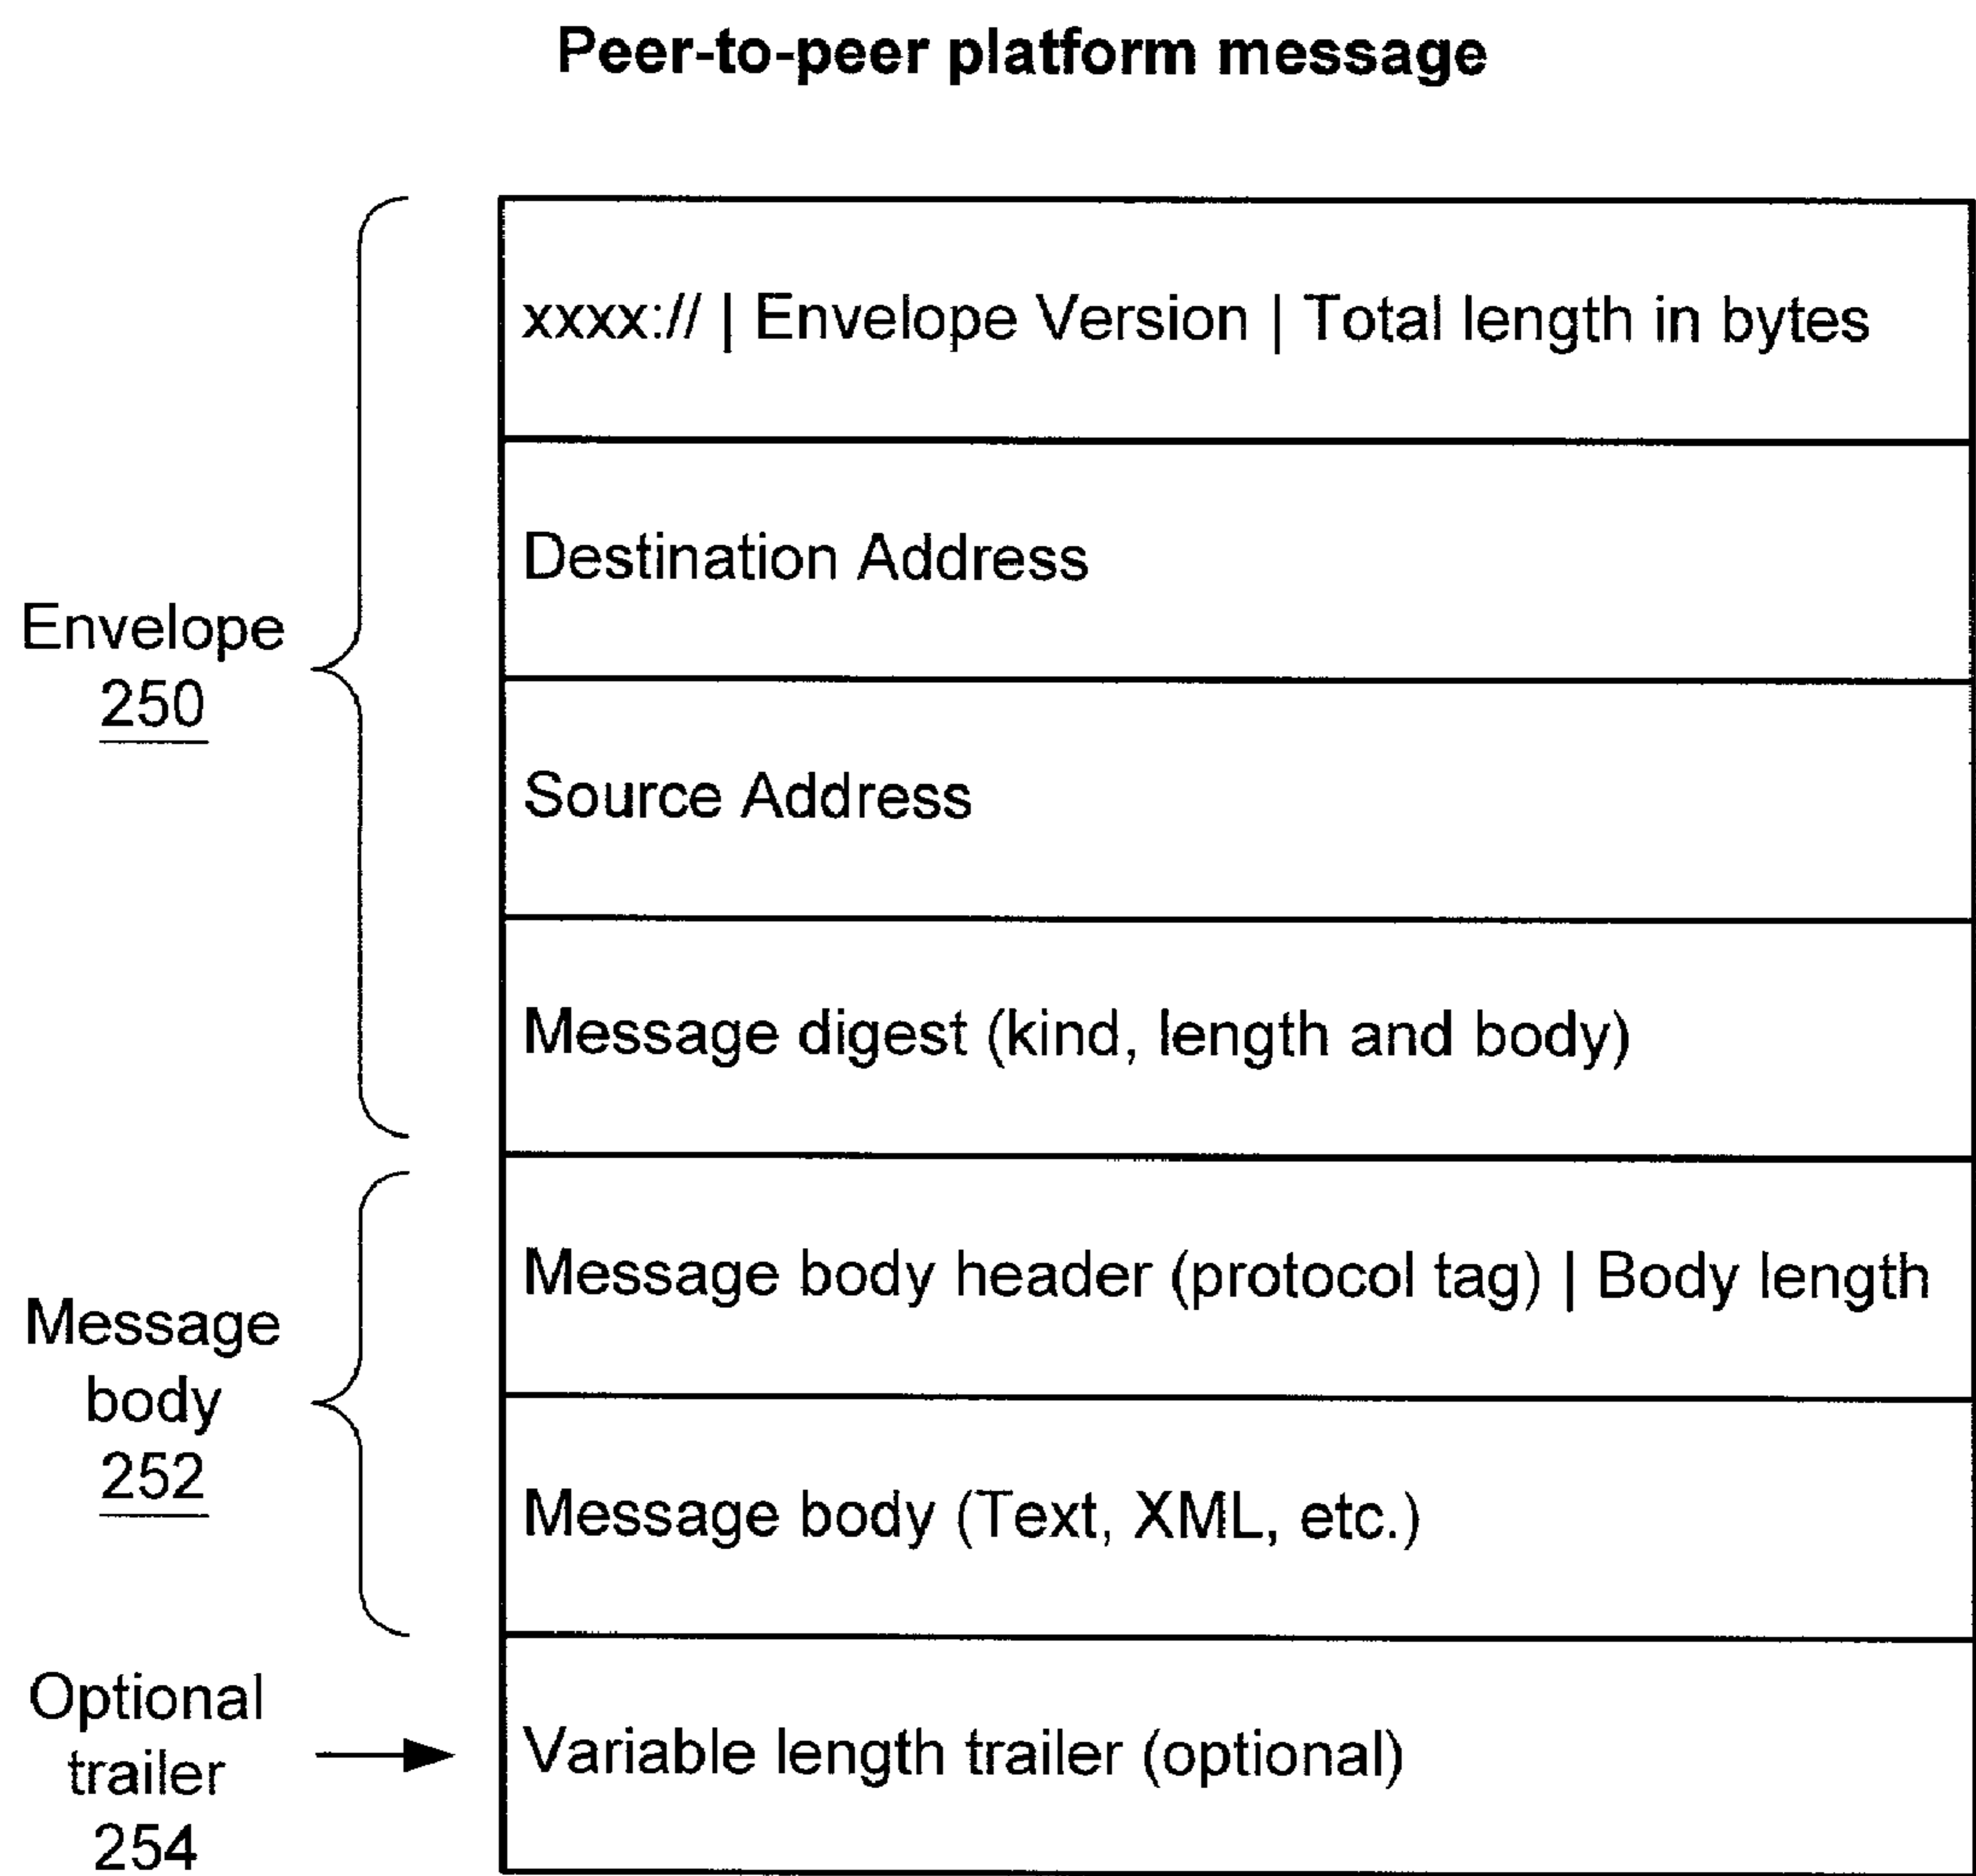 Peer-to-peer platform message
xxxx:// | Envelope Version | Total length in bytes
Destination Address
Envelope
250
Source Address
Message digest (kind, length and body)
Message body header (protocol tag) | Body length
Message
body
252
Message body (Text, XML, etc.)
Optional
trailer
254
Variable length trailer (optional)